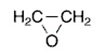 H₂C CH₂
O